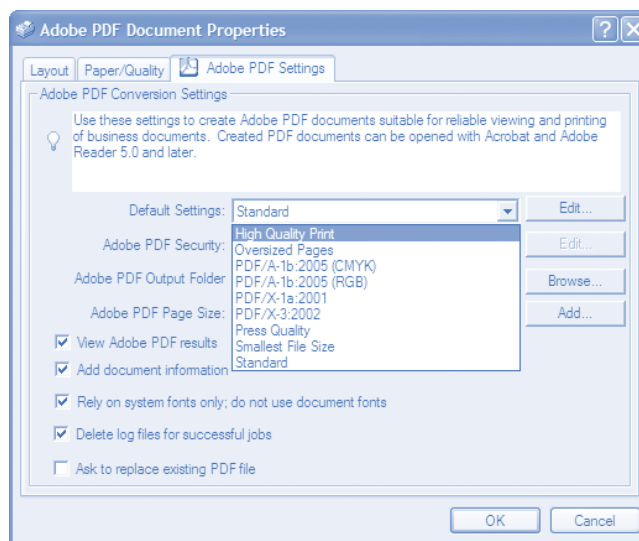 Adobe PDF Document Properties
Layout Paper/Quality Adobe PDF Settings
Adobe PDF Conversion Settings
Use these settings to create Adobe PDF documents suitable for reliable viewing and printing
of business documents. Created PDF documents can be opened with Acrobat and Adobe
Reader 5.0 and later.
Default Settings: Standard Edit...
High Quality Print
Adobe PDF Security: Edit...
Oversized Pages
PDF/A-1b:2005 (CMYK)
Adobe PDF Output Folder Browse...
PDF/A-1b:2005 (RGB)
PDF/X-1a:2001
Adobe PDF Page Size: Add...
PDF/X-3:2002
Press Quality
View Adobe PDF results
Smallest File Size
Standard
Add document information
Rely on system fonts only; do not use document fonts
Delete log files for successful jobs
Ask to replace existing PDF file
OK Cancel